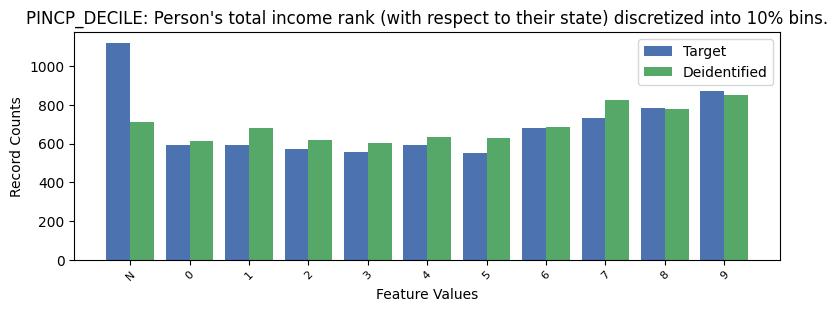 PINCP_DECILE: Person's total income rank (with respect to their state) discretized into 10% bins.
Target
Deidentified
Record Counts
1000
800
600
400
200
0
N 0 1 2 3 4 5 6 7 8 9
Feature Values